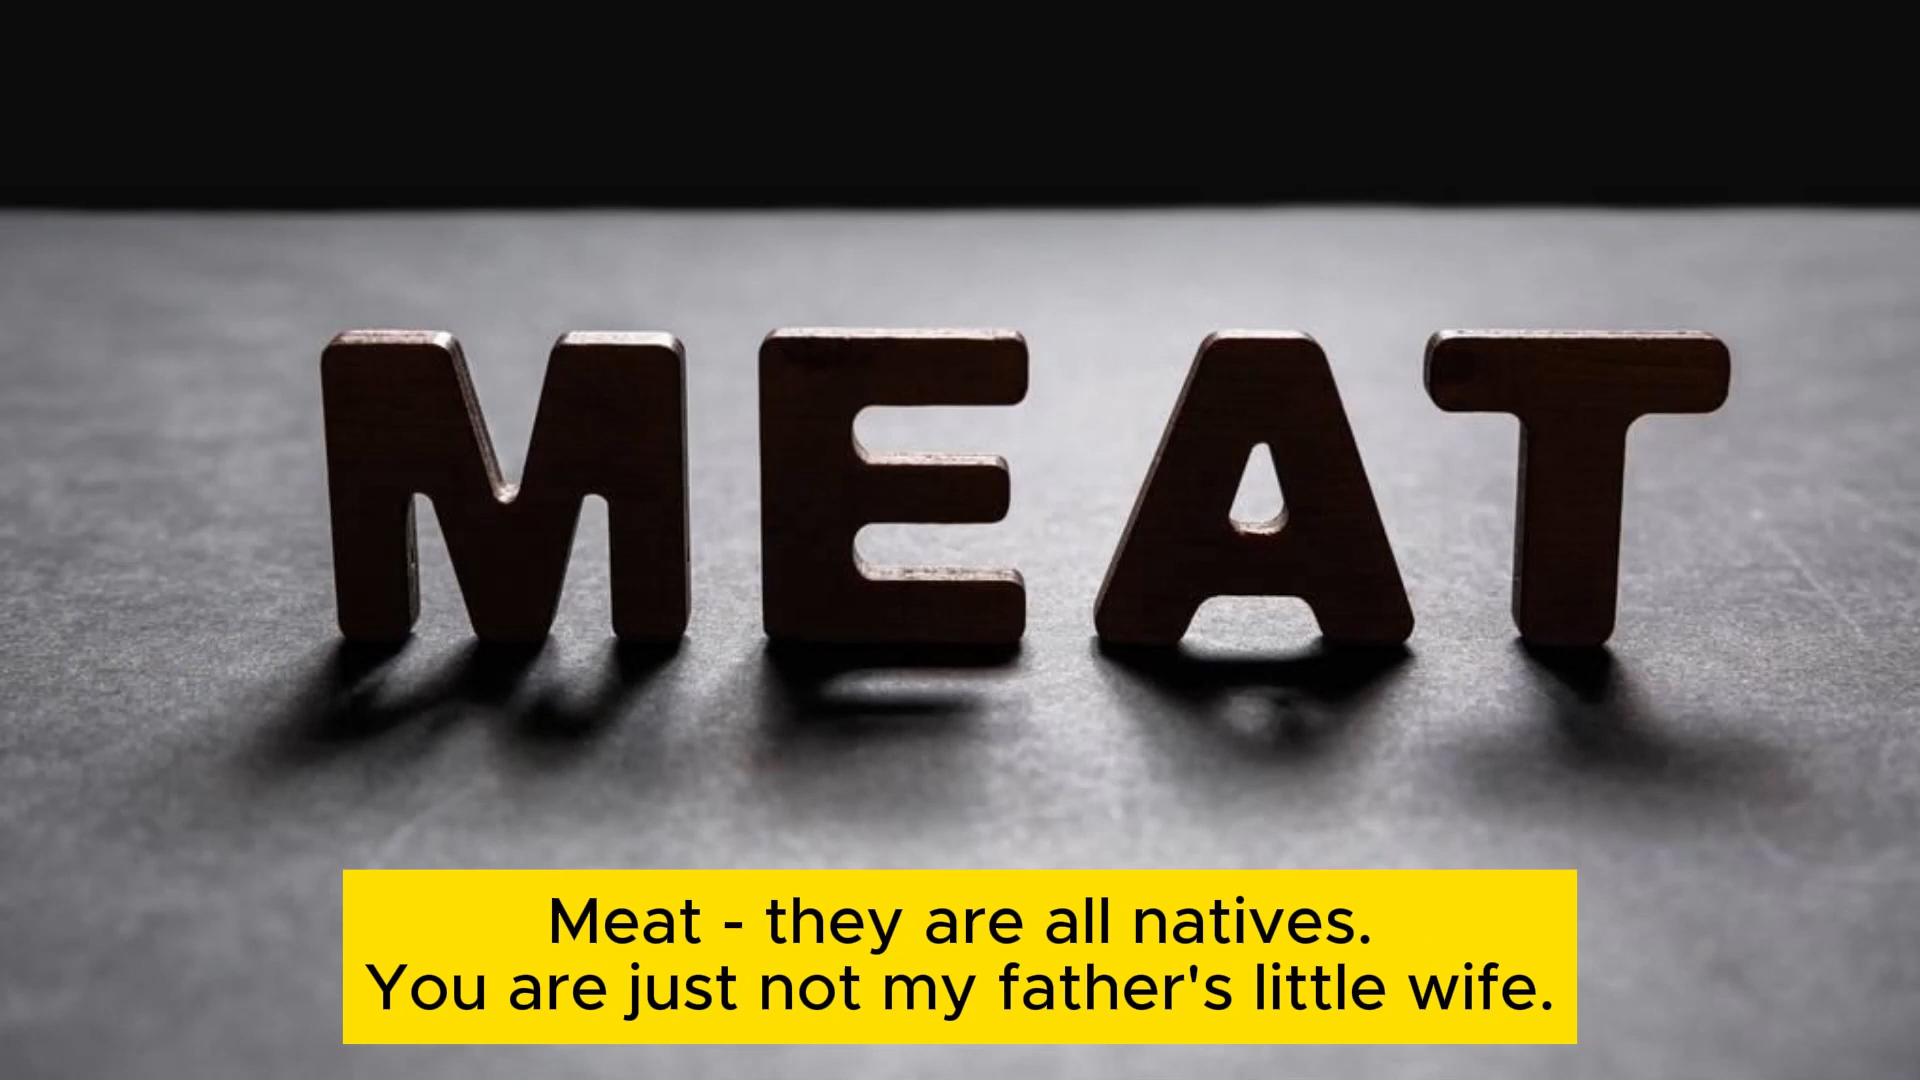 MEAT
Meat - they are all natives.
You are just not my father's little wife.